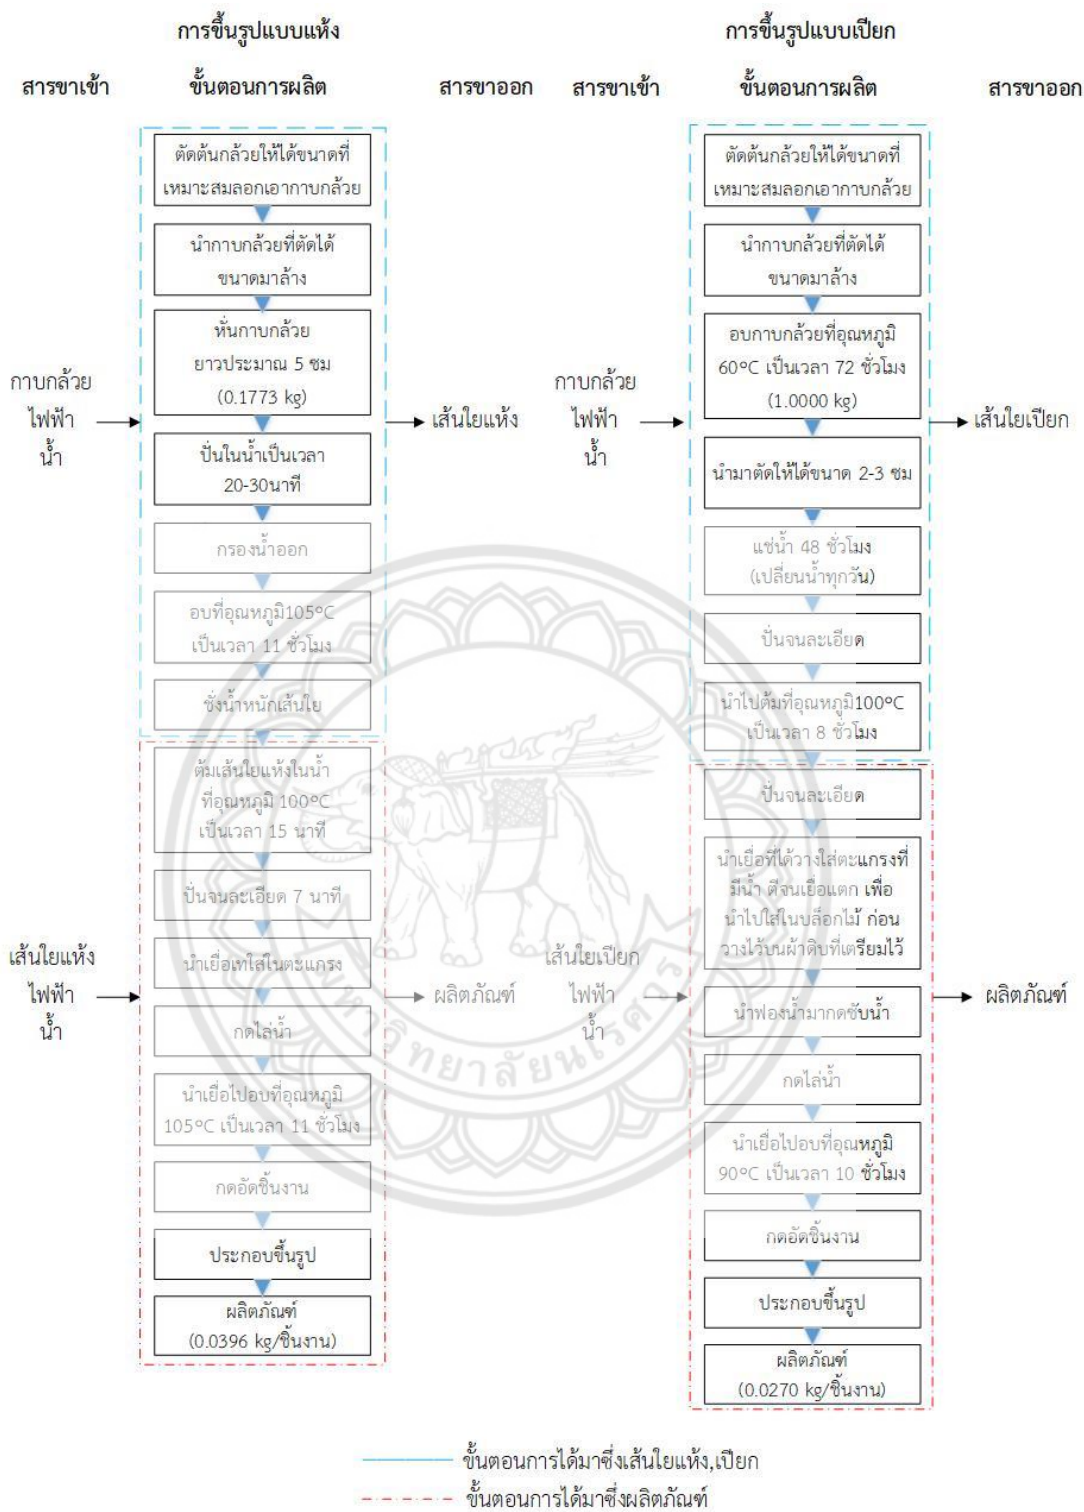 การขึ้นรูปแบบแห้ง
สารขาเข้า
ขั้นตอนการผลิต
สารขาออก
ตัดต้นกล้วยให้ได้ขนาดที่
เหมาะสมลอกเอากาบกล้วย
นำกาบกล้วยที่ตัดได้
ขนาดมาล้าง
หั่นกาบกล้วย
ยาวประมาณ 5 ซม
(0.1773 kg)
กาบกล้วย
ไฟฟ้า
น้ำ
เส้นใยแห้ง
ปั่นในน้ำเป็นเวลา
20-30นาที
กรองน้ำออก
อบที่อุณหภูมิ105°C
เป็นเวลา 11 ชั่วโมง
ชั่งน้ำหนักเส้นใย
ต้มเส้นใยแห้งในน้ำ
ที่อุณหภูมิ 100°C
เป็นเวลา 15 นาที
ปั่นจนละเอียด 7 นาที
นำเยื่อเทใส่ในตะแกรง
เส้นใยแห้ง
ไฟฟ้า
น้ำ
ผลิตภัณฑ์
กดไล่น้ำ
นำเยื่อไปอบที่อุณหภูมิ
105°C เป็นเวลา 11 ชั่วโมง
กดอัดชิ้นงาน
ประกอบขึ้นรูป
ผลิตภัณฑ์
(0.0396 kg/ชิ้นงาน)
การขึ้นรูปแบบเปียก
สารขาเข้า
ขั้นตอนการผลิต
สารขาออก
ตัดต้นกล้วยให้ได้ขนาดที่
เหมาะสมลอกเอากาบกล้วย
นำกาบกล้วยที่ตัดได้
ขนาดมาล้าง
อบกาบกล้วยที่อุณหภูมิ
60°C เป็นเวลา 72 ชั่วโมง
(1.0000 kg)
กาบกล้วย
ไฟฟ้า
น้ำ
เส้นใยเปียก
นำมาตัดให้ได้ขนาด 2-3 ซม
แช่น้ำ 48 ชั่วโมง
(เปลี่ยนน้ำทุกวัน)
ปั่นจนละเอียด
นำไปต้มที่อุณหภูมิ100°C
เป็นเวลา 8 ชั่วโมง
ปั่นจนละเอียด
นำเยื่อที่ได้วางใส่ตะแกรงที่
มีน้ำ ตีจนเยื่อแตก เพื่อ
นำไปใส่ในบล็อกไม้ ก่อน
วางไว้บนผ้าดิบที่เตรียมไว้
เส้นใยเปียก
ไฟฟ้า
น้ำ
ผลิตภัณฑ์
นำฟองน้ำมากดซับน้ำ
กดไล่น้ำ
นำเยื่อไปอบที่อุณหภูมิ
90°C เป็นเวลา 10 ชั่วโมง
กดอัดชิ้นงาน
ประกอบขึ้นรูป
ผลิตภัณฑ์
(0.0270 kg/ชิ้นงาน)
มหาวิทยาลัยนเรศวร
ขั้นตอนการได้มาซึ่งเส้นใยแห้ง,เปียก
ขั้นตอนการได้มาซึ่งผลิตภัณฑ์